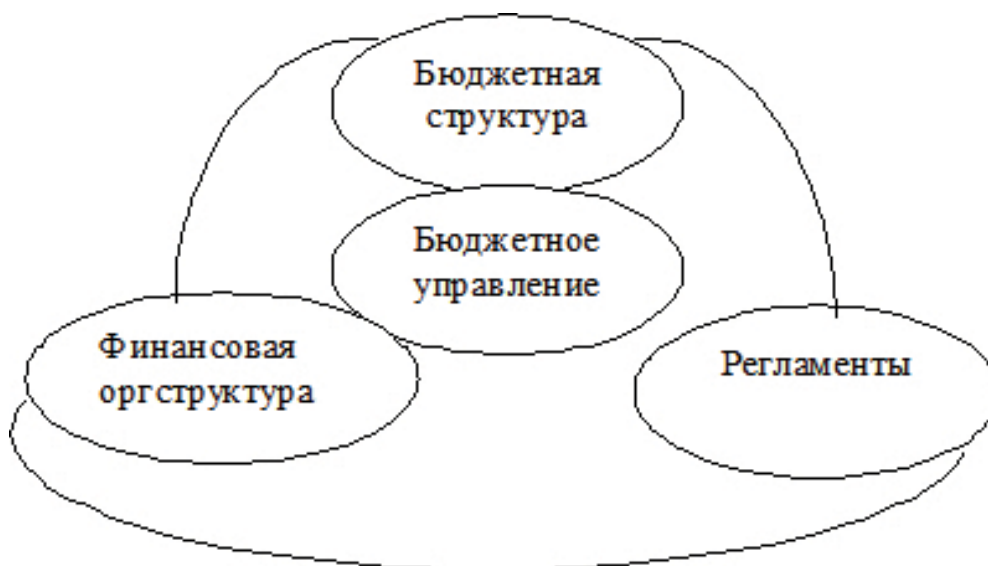 Бюджетная
структура
Бюджетное
управление
Финансовая
оргструктура
Регламенты